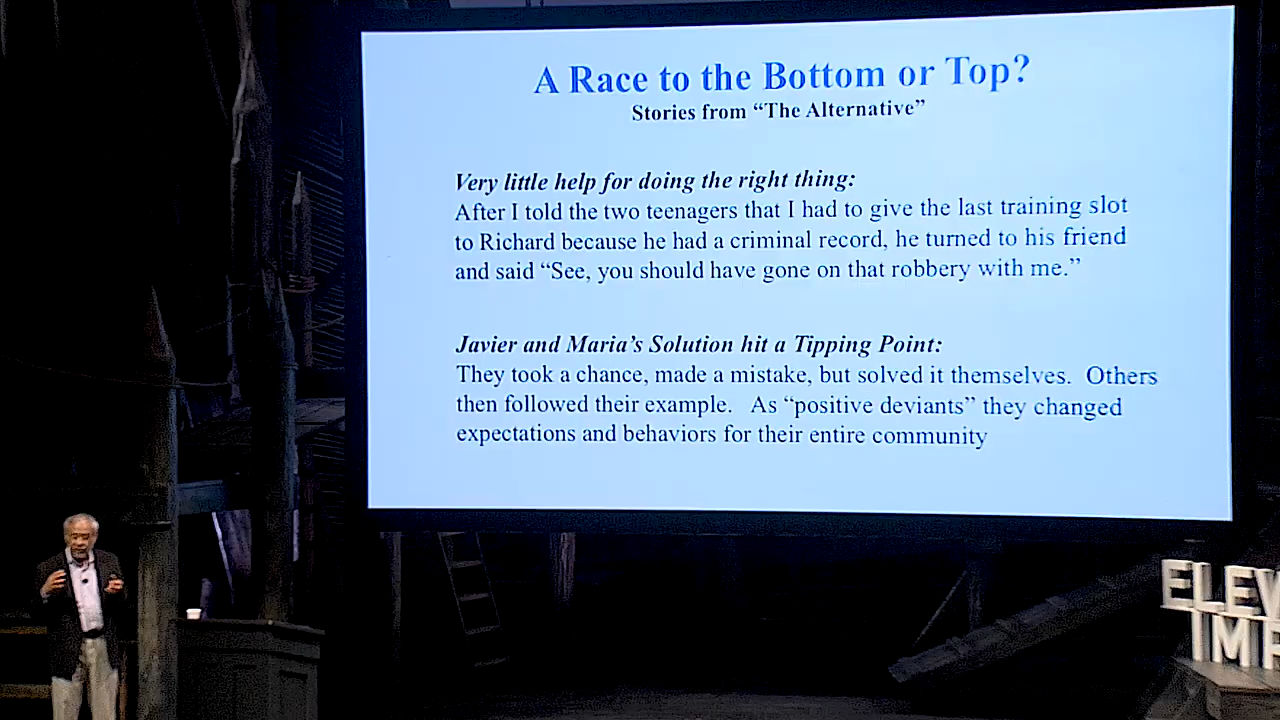 A Race to the Bottom or Top?
Stories from “The Alternative”
Very little help for doing the right thing:
After I told the two teenagers that I had to give the last training slot
to Richard because he had a criminal record, he turned to his friend
and said “See, you should have gone on that robbery with me.”
Javier and Maria’s Solution hit a Tipping Point:
They took a chance, made a mistake, but solved it themselves.  Others
then followed their example.   As “positive deviants” they changed
expectations and behaviors for their entire community
ELEV
IMP